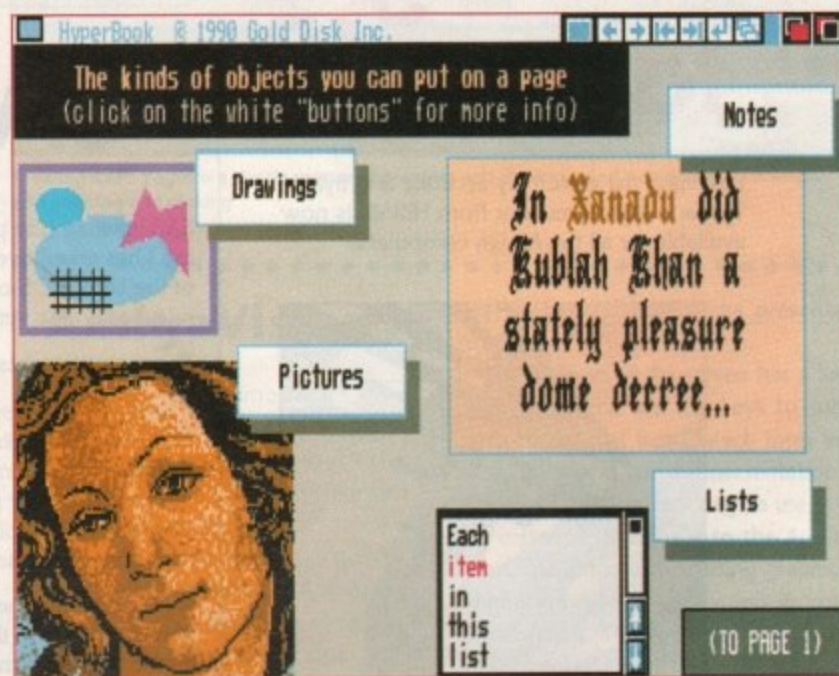 HyperBook © 1990 Gold Disk Inc.
The kinds of objects you can put on a page
(click on the white "buttons" for more info)
Notes
Drawings
In Xanadu did
Kublah Khan a
stately pleasure
dome decree...
Pictures
Lists
Each
item
in
this
list
(TO PAGE 1)